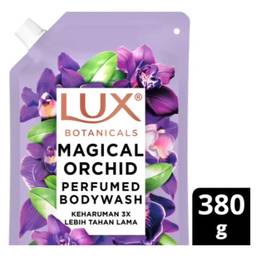 LUX
BOTANICALS
MAGICAL
ORCHID
PERFUMED
BODYWASH
KEHARUMAN 3X
LEBIH TAHAN LAMA
380
g